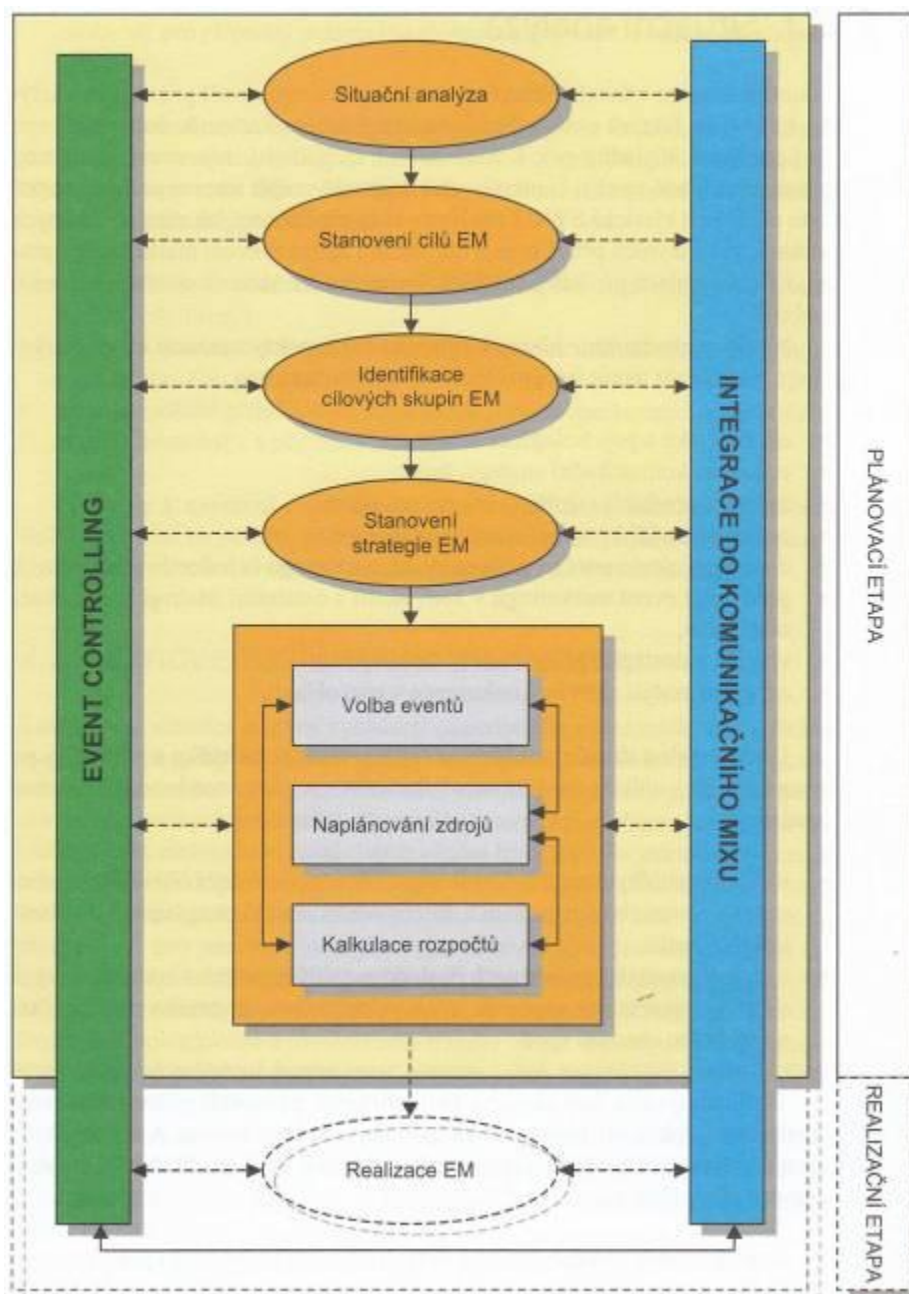 Situační analýza
Stanovení cílů EM
Identifikace
cílových skupin EM
Stanovení
strategie EM
Volba eventů
Naplánování zdrojů
Kalkulace rozpočtů
Realizace EM
EVENT CONTROLLING
INTEGRACE DO KOMUNIKAČNÍHO MIXU
PLÁNOVACÍ ETAPA
REALIZAČNÍ ETAPA